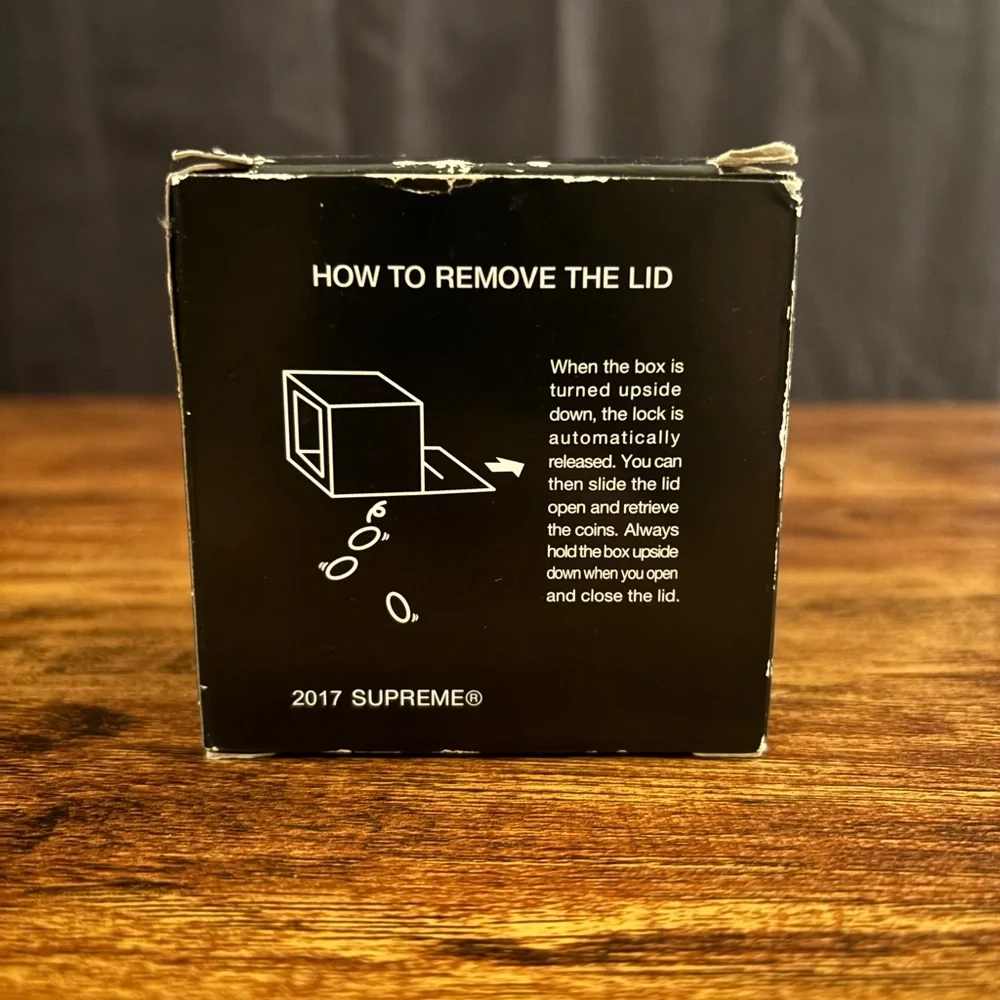 HOW TO REMOVE THE LID
When the box is
turned upside
down, the lock is
automatically
released. You can
then slide the lid
open and retrieve
the coins. Always
hold the box upside
down when you open
and close the lid.
2017 SUPREME®